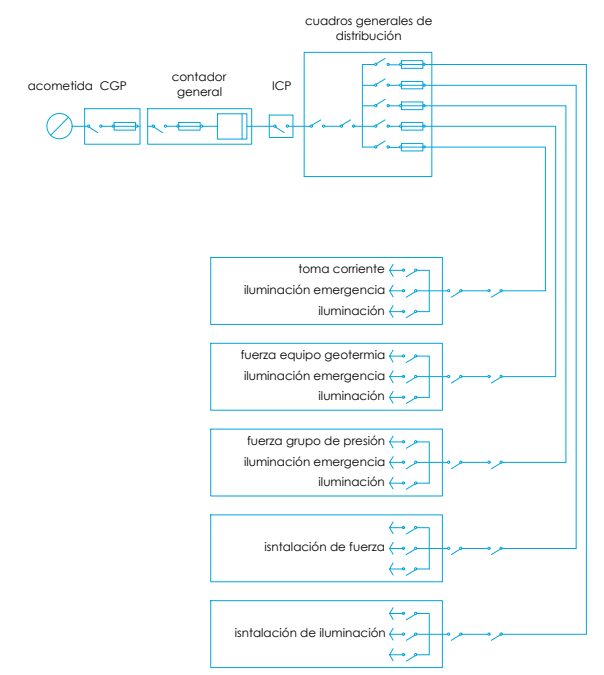 cuadros generales de
distribución
acometida CGP
contador
general
ICP
toma corriente
iluminación emergencia
iluminación
fuerza equipo geotermia
iluminación emergencia
iluminación
fuerza grupo de presión
iluminación emergencia
iluminación
isntalación de fuerza
isntalación de iluminación